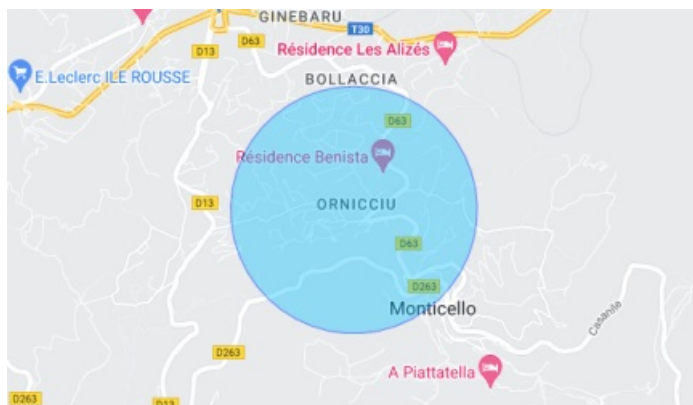 GINEBARU
T30
D13
D63
Résidence Les Alizés
E.Leclerc ILE ROUSSE
BOLLACCIA
D63
Résidence Benista
D13
ORNICCIU
D63
D263
Monticello
Casanile
D263
A Piattatella
D263
D13